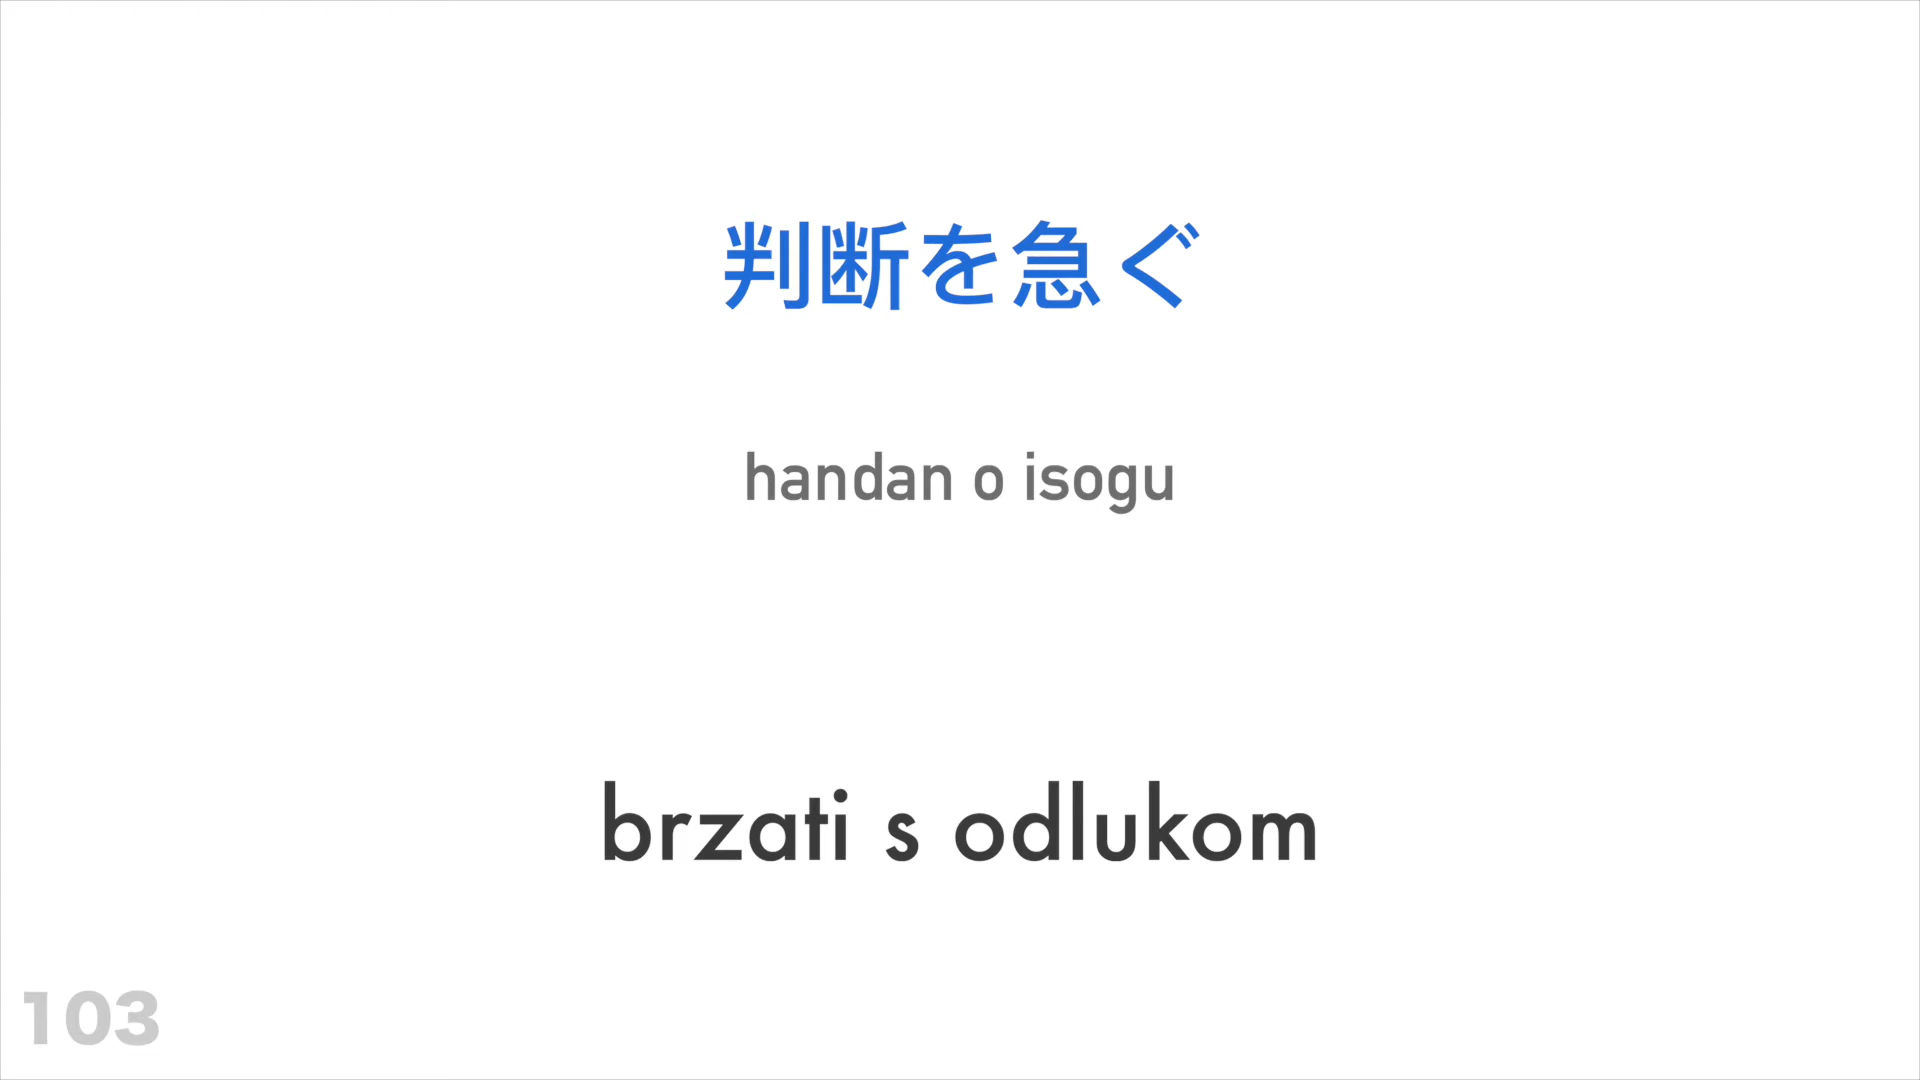 判断を急ぐ
handan o isogu
brzati s odlukom
103